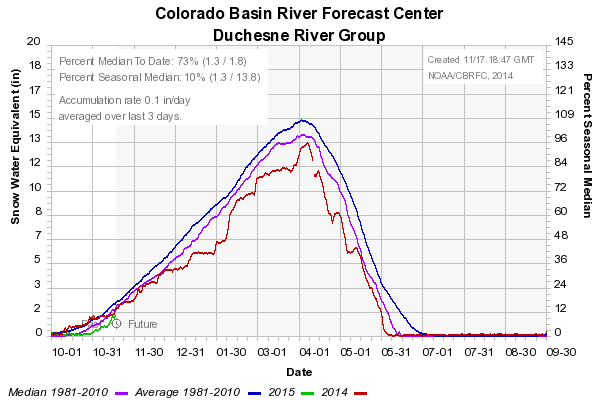 Colorado Basin River Forecast Center
Duchesne River Group
Percent Median To Date: 73% (1.3 / 1.8)
Percent Seasonal Median: 10% (1.3 / 13.8)
Accumulation rate 0.1 in/day
averaged over last 3 days.
Created 11/17.18:47 GMT
NOAA/CBRFC, 2014
Snow Water Equivalent (in)
20
18
17
15
13
12
10
8
7
5
3
2
0
Percent Seasonal Median
145
133
121
109
96
84
72
60
48
36
24
12
0
Future
10-01 10-31 11-30 12-31 01-30 03-01 04-01 05-01 05-31 07-01 07-31 08-30 09-30
Date
Median 1981-2010 Average 1981-2010 2015 2014